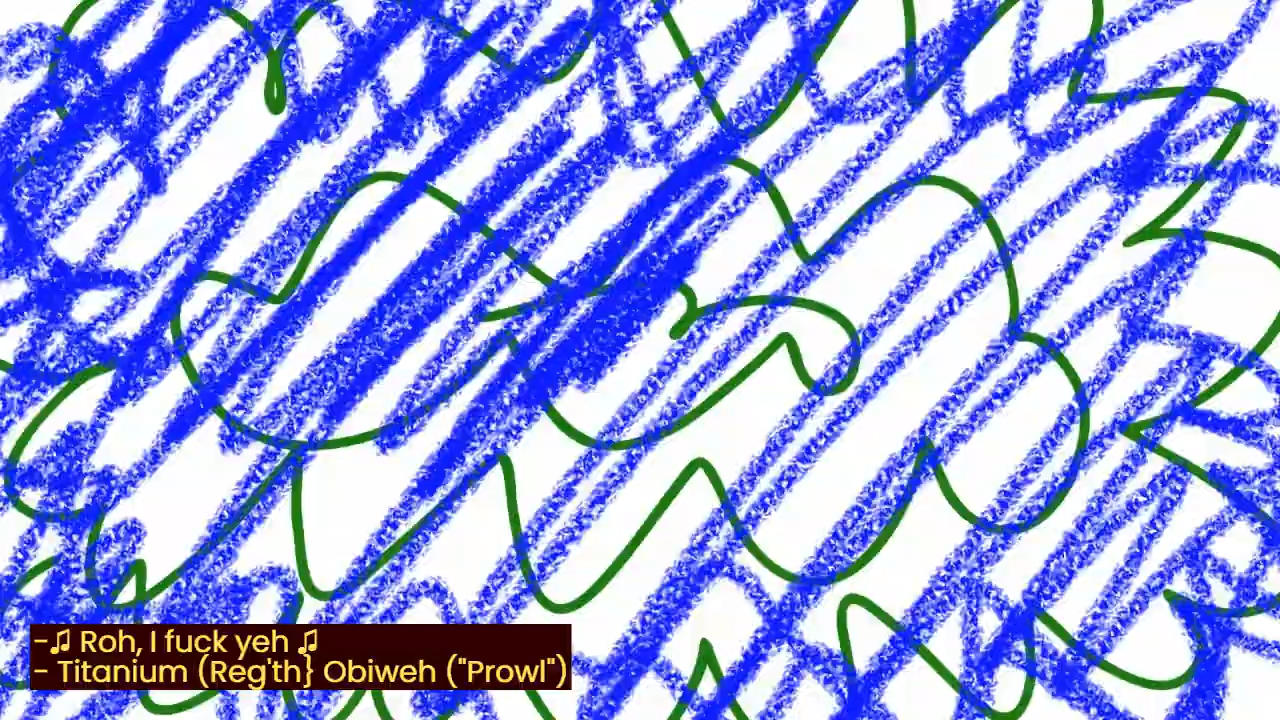 -♫ Roh, I fuck yeh ♫
- Titanium (Reg'th} Obiweh ("Prowl")